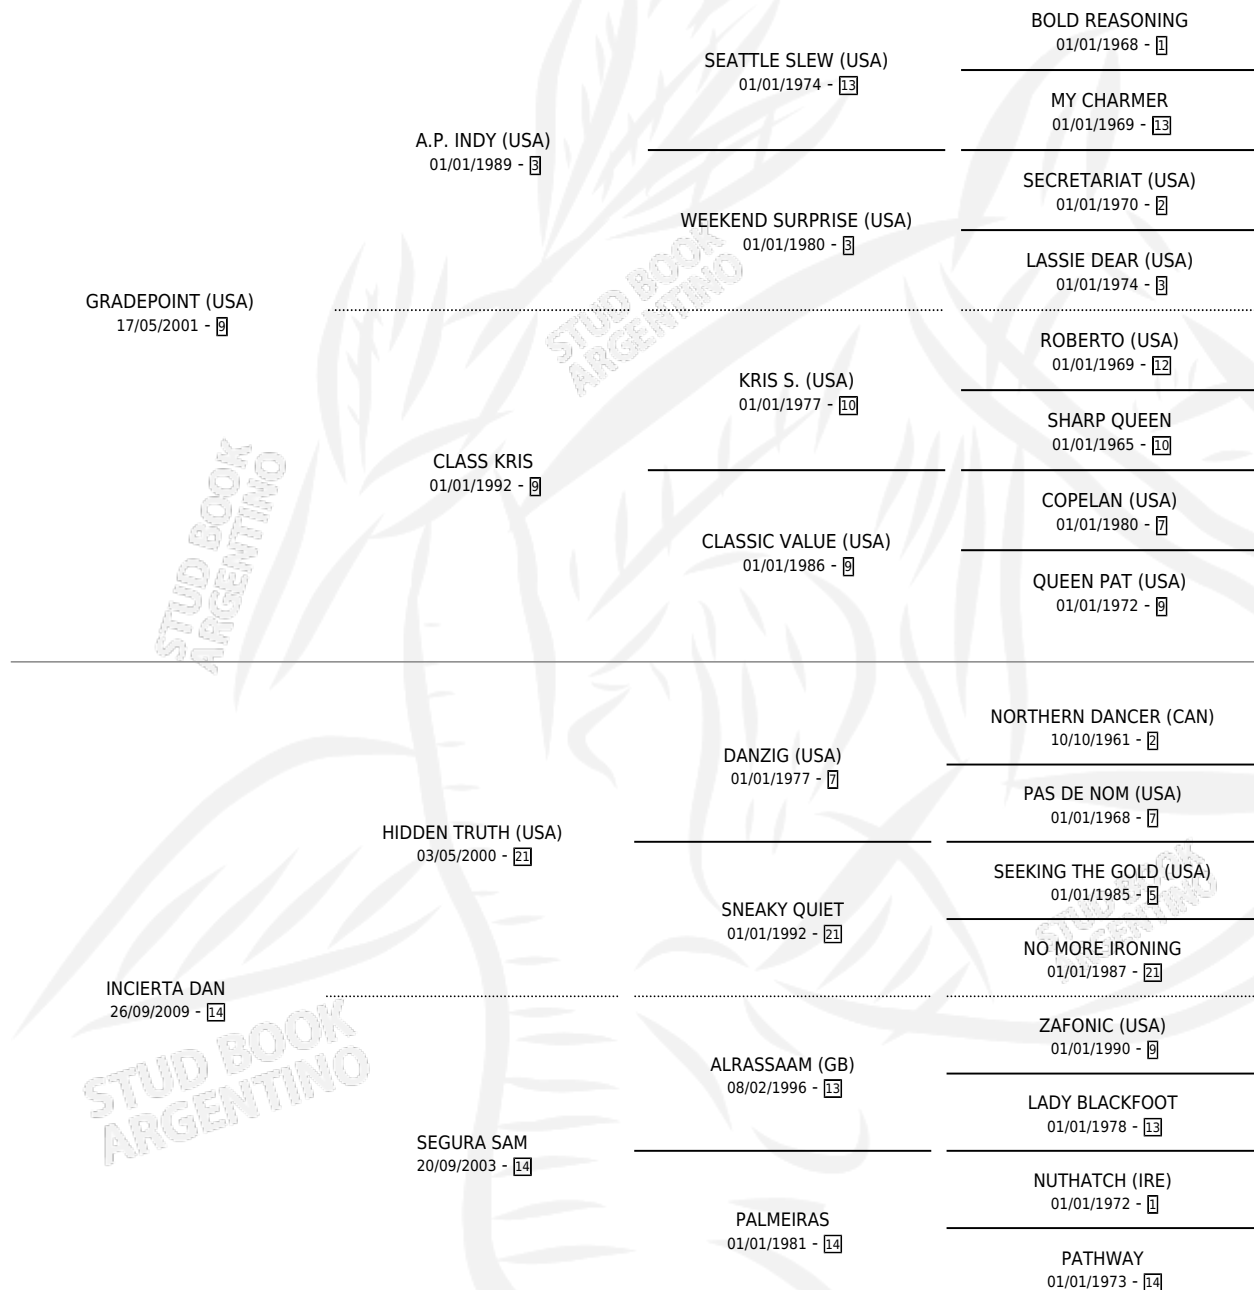 BOLD REASONING
01/01/1968 - 1
SEATTLE SLEW (USA)
01/01/1974 - 13
MY CHARMER
01/01/1969 - 13
A.P. INDY (USA)
01/01/1989 - 3
SECRETARIAT (USA)
01/01/1970 - 2
WEEKEND SURPRISE (USA)
01/01/1980 - 3
LASSIE DEAR (USA)
01/01/1974 - 3
GRADEPOINT (USA)
17/05/2001 - 9
ROBERTO (USA)
01/01/1969 - 12
KRIS S. (USA)
01/01/1977 - 10
SHARP QUEEN
01/01/1965 - 10
CLASS KRIS
01/01/1992 - 9
COPELAN (USA)
01/01/1980 - 7
CLASSIC VALUE (USA)
01/01/1986 - 9
QUEEN PAT (USA)
01/01/1972 - 9
NORTHERN DANCER (CAN)
10/10/1961 - 2
DANZIG (USA)
01/01/1977 - 7
PAS DE NOM (USA)
01/01/1968 - 7
HIDDEN TRUTH (USA)
03/05/2000 - 21
SEEKING THE GOLD (USA)
01/01/1985 - 5
SNEAKY QUIET
01/01/1992 - 21
NO MORE IRONING
01/01/1987 - 21
INCIERTA DAN
26/09/2009 - 14
ZAFONIC (USA)
01/01/1990 - 9
ALRASSAAM (GB)
08/02/1996 - 13
LADY BLACKFOOT
01/01/1978 - 13
SEGURA SAM
20/09/2003 - 14
NUTHATCH (IRE)
01/01/1972 - 1
PALMEIRAS
01/01/1981 - 14
PATHWAY
01/01/1973 - 14
STUD BOOK
ARGENTINO
STUD BOOK
ARGENTINO
STUD BOOK
ARGENTINO
STUD BOOK
ARGENTINO